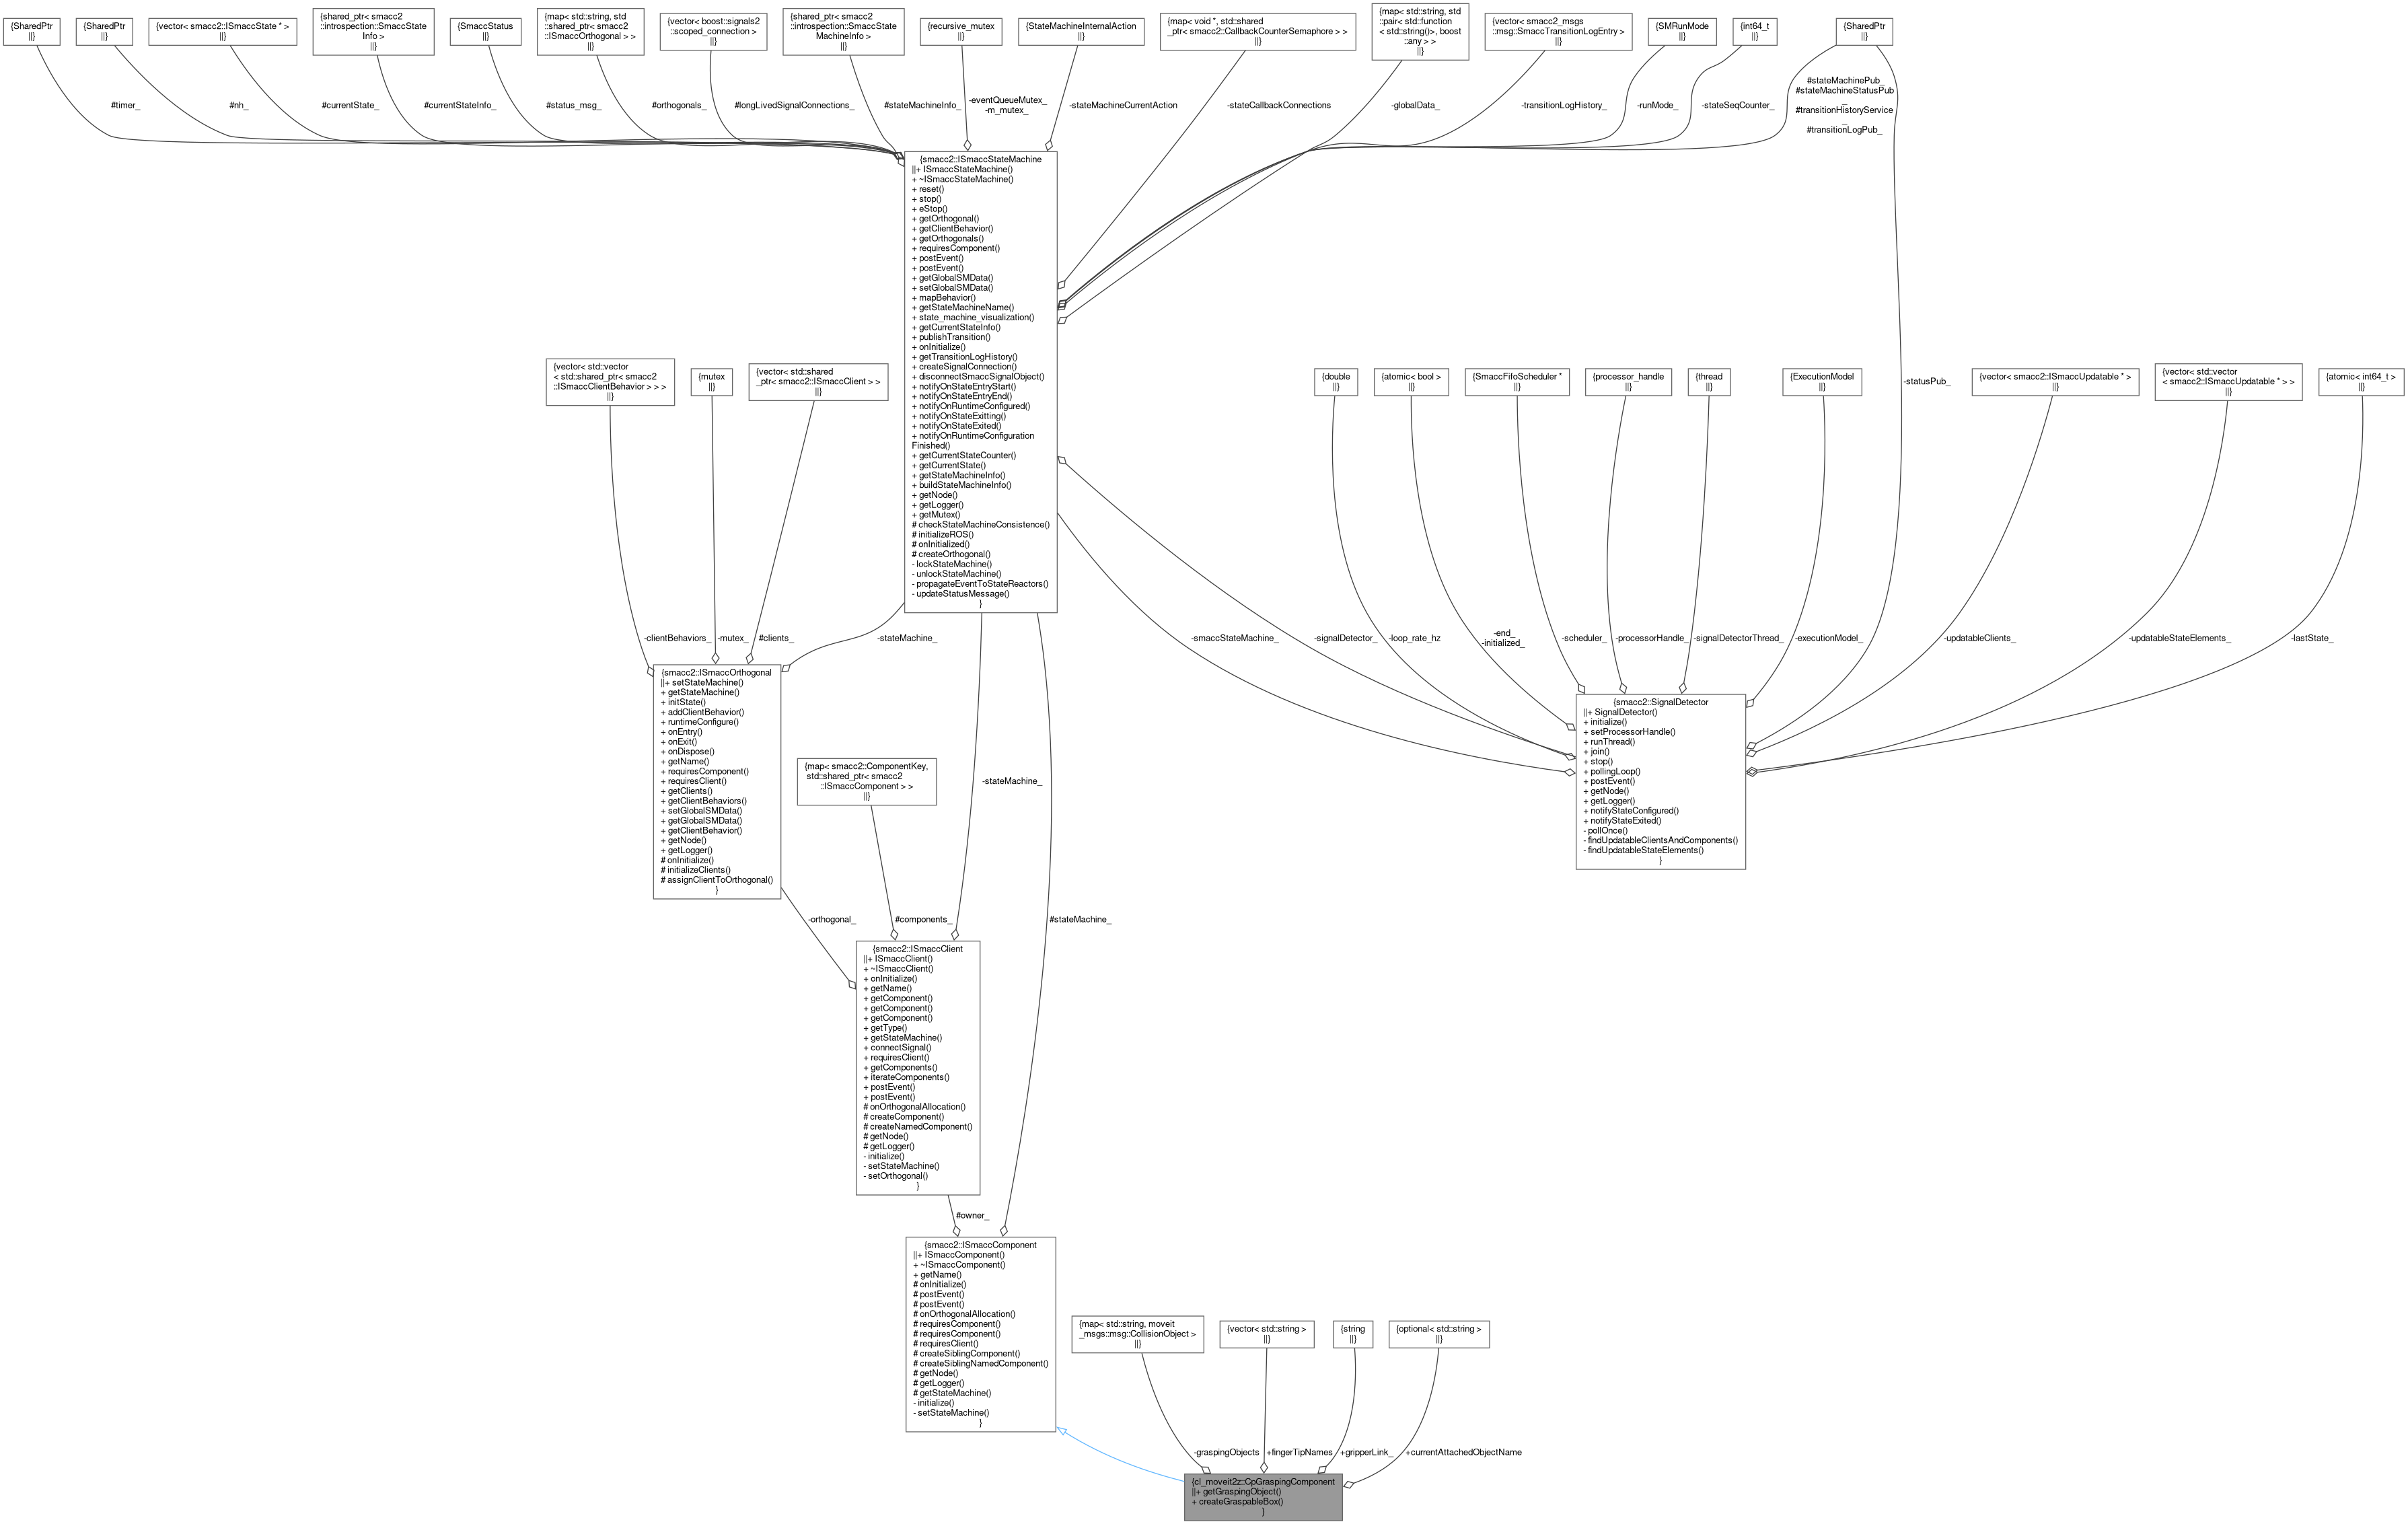 {SharedPtr
||}
{SharedPtr
||}
{vector< smacc2::ISmaccState * >
||}
{shared_ptr< smacc2
::introspection::SmaccState
Info >
||}
{SmaccStatus
||}
{map< std::string, std
::shared_ptr< smacc2
::ISmaccOrthogonal > >
||}
{vector< boost::signals2
::scoped_connection >
||}
{shared_ptr< smacc2
::introspection::SmaccState
MachineInfo >
||}
{recursive_mutex
||}
{StateMachineInternalAction
||}
{map< void *, std::shared
_ptr< smacc2::CallbackCounterSemaphore > >
||}
{map< std::string, std
::pair< std::function
< std::string()>, boost
::any > >
||}
{vector< smacc2_msgs
::msg::SmaccTransitionLogEntry >
||}
{SMRunMode
||}
{int64_t
||}
{SharedPtr
||}
#timer_
#nh_
#currentState_
#currentStateInfo_
#status_msg_
#orthogonals_
#longLivedSignalConnections_
#stateMachineInfo_
-eventQueueMutex_
-m_mutex_
-stateMachineCurrentAction
-stateCallbackConnections
-globalData_
-transitionLogHistory_
-runMode_
-stateSeqCounter_
#stateMachinePub_
#stateMachineStatusPub
_
#transitionHistoryService
_
#transitionLogPub_
{smacc2::ISmaccStateMachine
||+ ISmaccStateMachine()
+ ~ISmaccStateMachine()
+ reset()
+ stop()
+ eStop()
+ getOrthogonal()
+ getClientBehavior()
+ getOrthogonals()
+ requiresComponent()
+ postEvent()
+ postEvent()
+ getGlobalSMData()
+ setGlobalSMData()
+ mapBehavior()
+ getStateMachineName()
+ state_machine_visualization()
+ getCurrentStateInfo()
+ publishTransition()
+ onInitialize()
+ getTransitionLogHistory()
+ createSignalConnection()
+ disconnectSmaccSignalObject()
+ notifyOnStateEntryStart()
+ notifyOnStateEntryEnd()
+ notifyOnRuntimeConfigured()
+ notifyOnStateExitting()
+ notifyOnStateExited()
+ notifyOnRuntimeConfiguration
Finished()
+ getCurrentStateCounter()
+ getCurrentState()
+ getStateMachineInfo()
+ buildStateMachineInfo()
+ getNode()
+ getLogger()
+ getMutex()
# checkStateMachineConsistence()
# initializeROS()
# onInitialized()
# createOrthogonal()
- lockStateMachine()
- unlockStateMachine()
- propagateEventToStateReactors()
- updateStatusMessage()
}
{vector< std::vector
< std::shared_ptr< smacc2
::ISmaccClientBehavior > > >
||}
{mutex
||}
{vector< std::shared
_ptr< smacc2::ISmaccClient > >
||}
{double
||}
{atomic< bool >
||}
{SmaccFifoScheduler *
||}
{processor_handle
||}
{thread
||}
{ExecutionModel
||}
-statusPub_
{vector< smacc2::ISmaccUpdatable * >
||}
{vector< std::vector
< smacc2::ISmaccUpdatable * > >
||}
{atomic< int64_t >
||}
-clientBehaviors_
-mutex_
#clients_
-stateMachine_
-smaccStateMachine_
-signalDetector_
-loop_rate_hz
-end_
-initialized_
-scheduler_
-processorHandle_
-signalDetectorThread_
-executionModel_
-updatableClients_
-updatableStateElements_
-lastState_
{smacc2::ISmaccOrthogonal
||+ setStateMachine()
+ getStateMachine()
+ initState()
+ addClientBehavior()
+ runtimeConfigure()
+ onEntry()
+ onExit()
+ onDispose()
+ getName()
+ requiresComponent()
+ requiresClient()
+ getClients()
+ getClientBehaviors()
+ setGlobalSMData()
+ getGlobalSMData()
+ getClientBehavior()
+ getNode()
+ getLogger()
# onInitialize()
# initializeClients()
# assignClientToOrthogonal()
}
{smacc2::SignalDetector
||+ SignalDetector()
+ initialize()
+ setProcessorHandle()
+ runThread()
+ join()
+ stop()
+ pollingLoop()
+ postEvent()
+ getNode()
+ getLogger()
+ notifyStateConfigured()
+ notifyStateExited()
- pollOnce()
- findUpdatableClientsAndComponents()
- findUpdatableStateElements()
}
{map< smacc2::ComponentKey,
std::shared_ptr< smacc2
::ISmaccComponent > >
||}
-stateMachine_
-orthogonal_
#components_
#stateMachine_
{smacc2::ISmaccClient
||+ ISmaccClient()
+ ~ISmaccClient()
+ onInitialize()
+ getName()
+ getComponent()
+ getComponent()
+ getComponent()
+ getType()
+ getStateMachine()
+ connectSignal()
+ requiresClient()
+ getComponents()
+ iterateComponents()
+ postEvent()
+ postEvent()
# onOrthogonalAllocation()
# createComponent()
# createNamedComponent()
# getNode()
# getLogger()
- initialize()
- setStateMachine()
- setOrthogonal()
}
#owner_
{smacc2::ISmaccComponent
||+ ISmaccComponent()
+ ~ISmaccComponent()
+ getName()
# onInitialize()
# postEvent()
# postEvent()
# onOrthogonalAllocation()
# requiresComponent()
# requiresComponent()
# requiresClient()
# createSiblingComponent()
# createSiblingNamedComponent()
# getNode()
# getLogger()
# getStateMachine()
- initialize()
- setStateMachine()
}
{map< std::string, moveit
_msgs::msg::CollisionObject >
||}
{vector< std::string >
||}
{string
||}
{optional< std::string >
||}
-graspingObjects
+fingerTipNames
+gripperLink_
+currentAttachedObjectName
{cl_moveit2z::CpGraspingComponent
||+ getGraspingObject()
+ createGraspableBox()
}